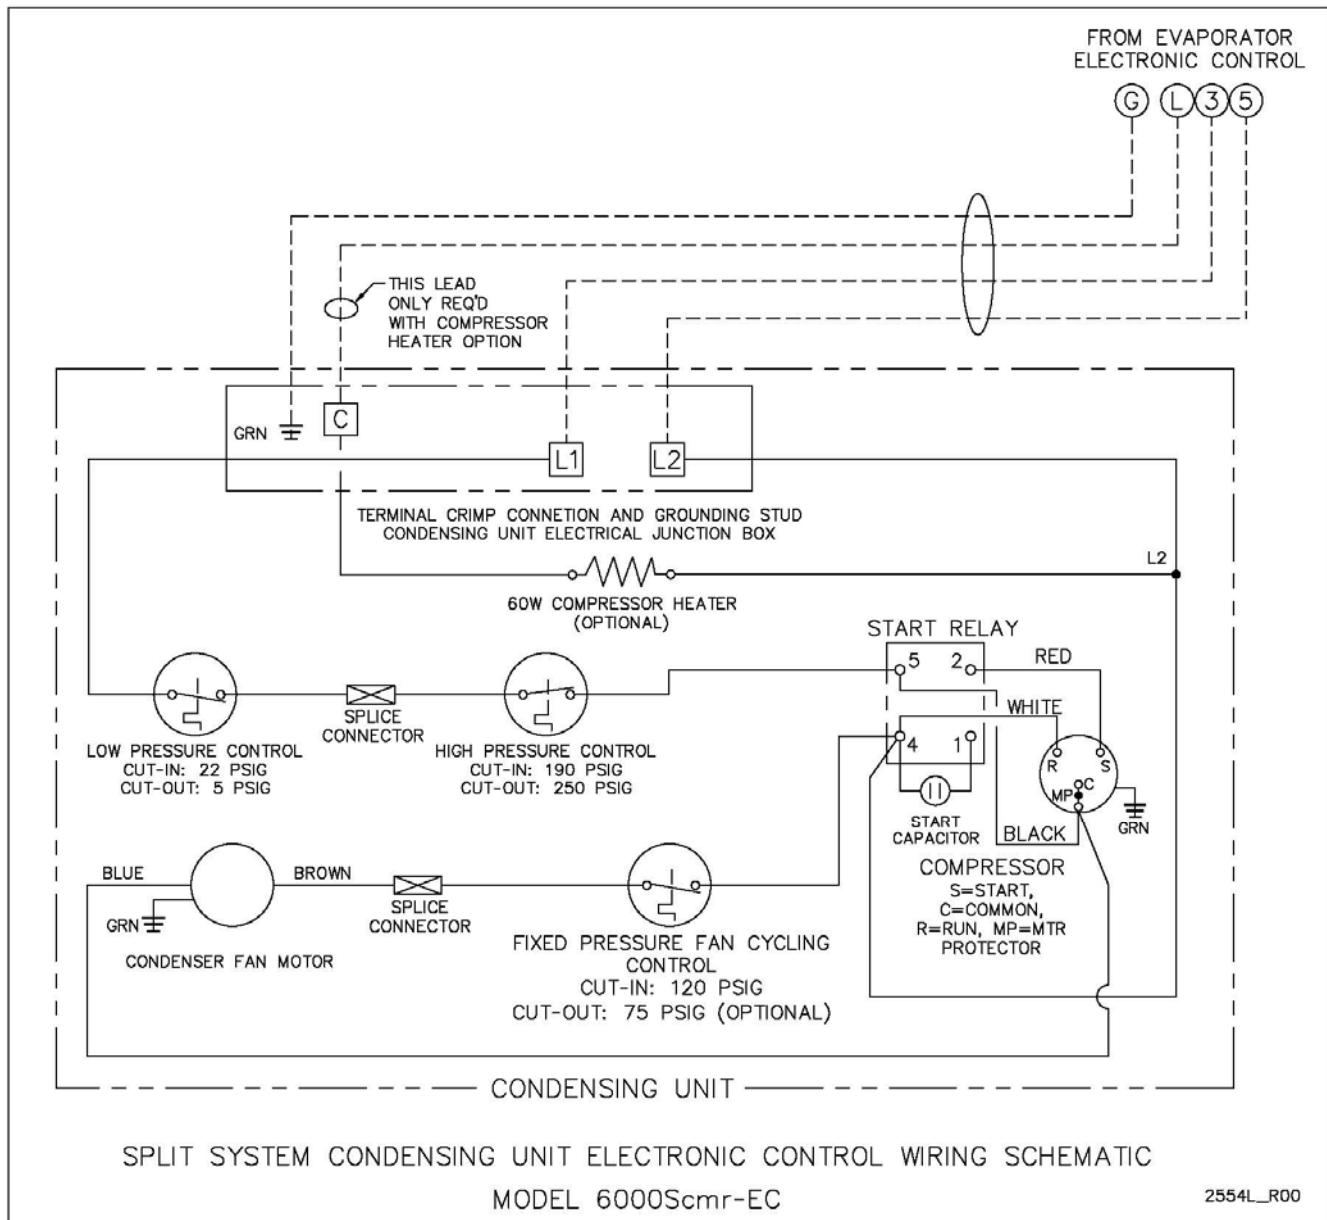 FROM EVAPORATOR
ELECTRONIC CONTROL
G L 3 5
THIS LEAD
ONLY REQ'D
WITH COMPRESSOR
HEATER OPTION
GRN
C
L1
L2
TERMINAL CRIMP CONNETION AND GROUNDING STUD
CONDENSING UNIT ELECTRICAL JUNCTION BOX
L2
60W COMPRESSOR HEATER
(OPTIONAL)
START RELAY
5 2
RED
WHITE
4 1
LOW PRESSURE CONTROL
CUT-IN: 22 PSIG
CUT-OUT: 5 PSIG
SPLICE
CONNECTOR
HIGH PRESSURE CONTROL
CUT-IN: 190 PSIG
CUT-OUT: 250 PSIG
R S
C
MP
GRN
START
CAPACITOR
BLACK
COMPRESSOR
S=START,
C=COMMON,
R=RUN, MP=MTR
PROTECTOR
BLUE
BROWN
GRN
CONDENSER FAN MOTOR
SPLICE
CONNECTOR
FIXED PRESSURE FAN CYCLING
CONTROL
CUT-IN: 120 PSIG
CUT-OUT: 75 PSIG (OPTIONAL)
CONDENSING UNIT
SPLIT SYSTEM CONDENSING UNIT ELECTRONIC CONTROL WIRING SCHEMATIC
MODEL 6000Scmr-EC
2554L_R00